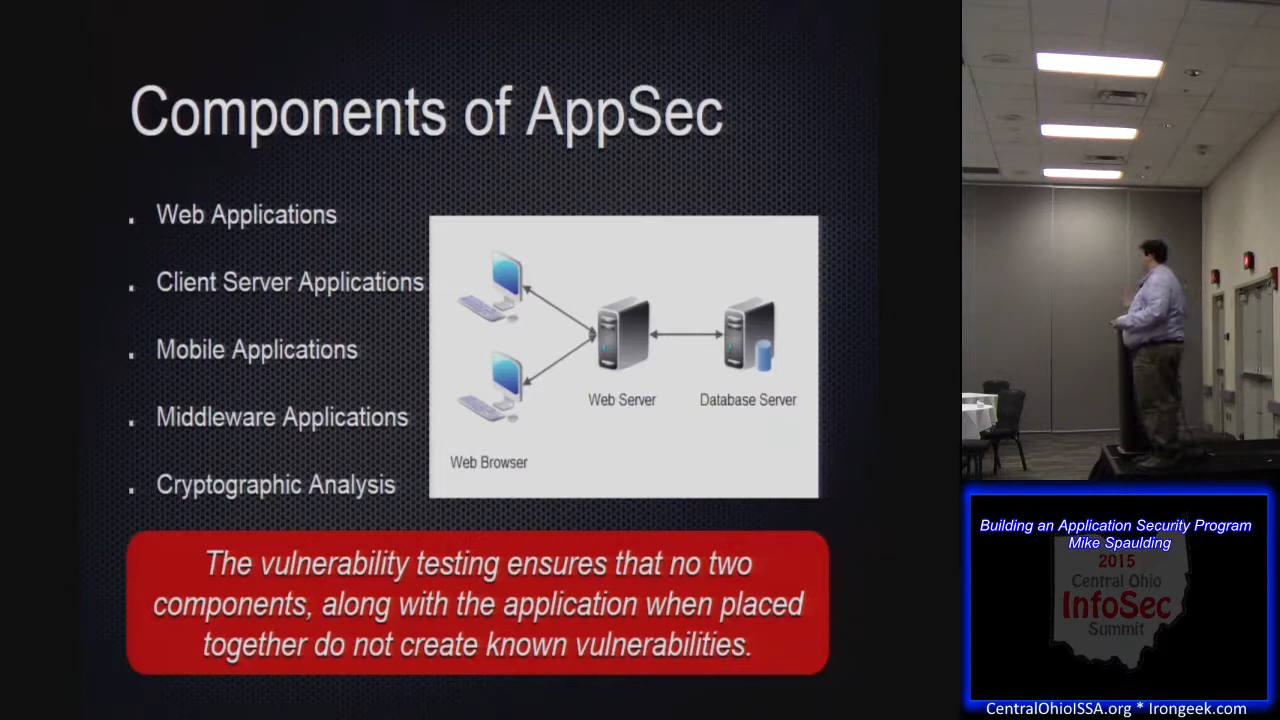 Components of AppSec
Web Applications
Client Server Applications
Mobile Applications
Middleware Applications
Cryptographic Analysis
Web Server
Database Server
Web Browser
The vulnerability testing ensures that no two
components, along with the application when placed
together do not create known vulnerabilities.
Building an Application Security Program
Mike Spaulding
2015
Central Ohio
InfoSec
Summit
CentralOhioISSA.org * Irongeek.com